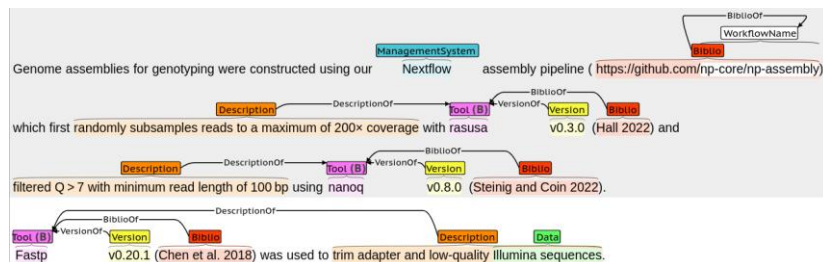 BiblioOf
WorkflowName
ManagementSystem Biblio
Genome assemblies for genotyping were constructed using our Nextflow assembly pipeline ( https://github.com/np-core/np-assembly)
BiblioOf
Description DescriptionOf Tool (B) VersionOf Version Biblio
which first randomly subsamples reads to a maximum of 200× coverage with rasusa v0.3.0 (Hall 2022) and
BiblioOf
Description DescriptionOf Tool (B) VersionOf Version Biblio
filtered Q > 7 with minimum read length of 100 bp using nanoq v0.8.0 (Steinig and Coin 2022).
DescriptionOf
BiblioOf
Tool (B) VersionOf Version Biblio Description Data
Fastp v0.20.1 (Chen et al. 2018) was used to trim adapter and low-quality Illumina sequences.